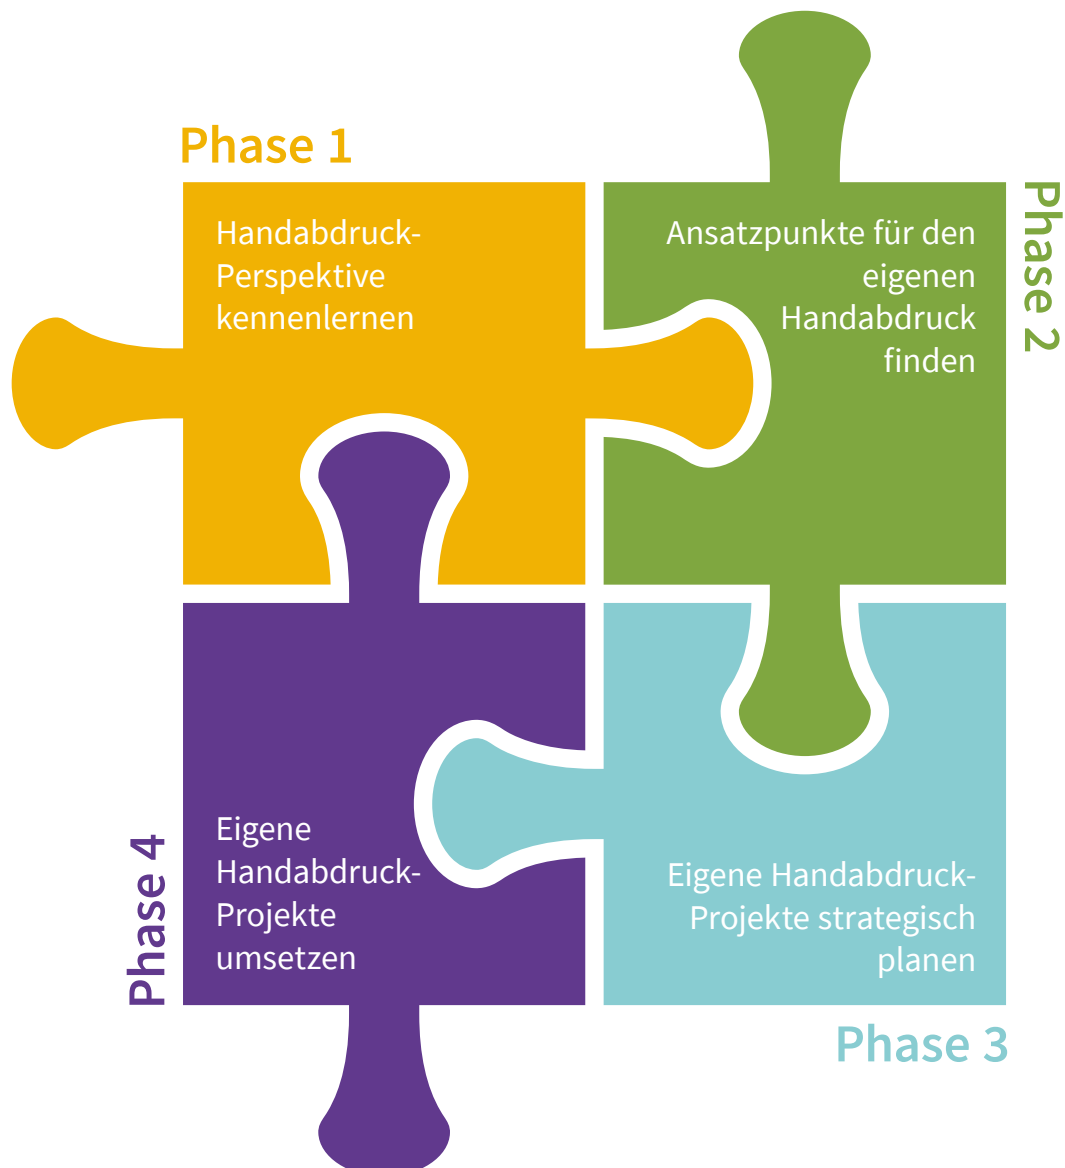 Phase 1
Handabdruck-
Perspektive
kennenlernen
Phase 2
Ansatzpunkte für den
eigenen
Handabdruck
finden
Phase 3
Eigene Handabdruck-
Projekte strategisch
planen
Phase 4
Eigene
Handabdruck-
Projekte
umsetzen